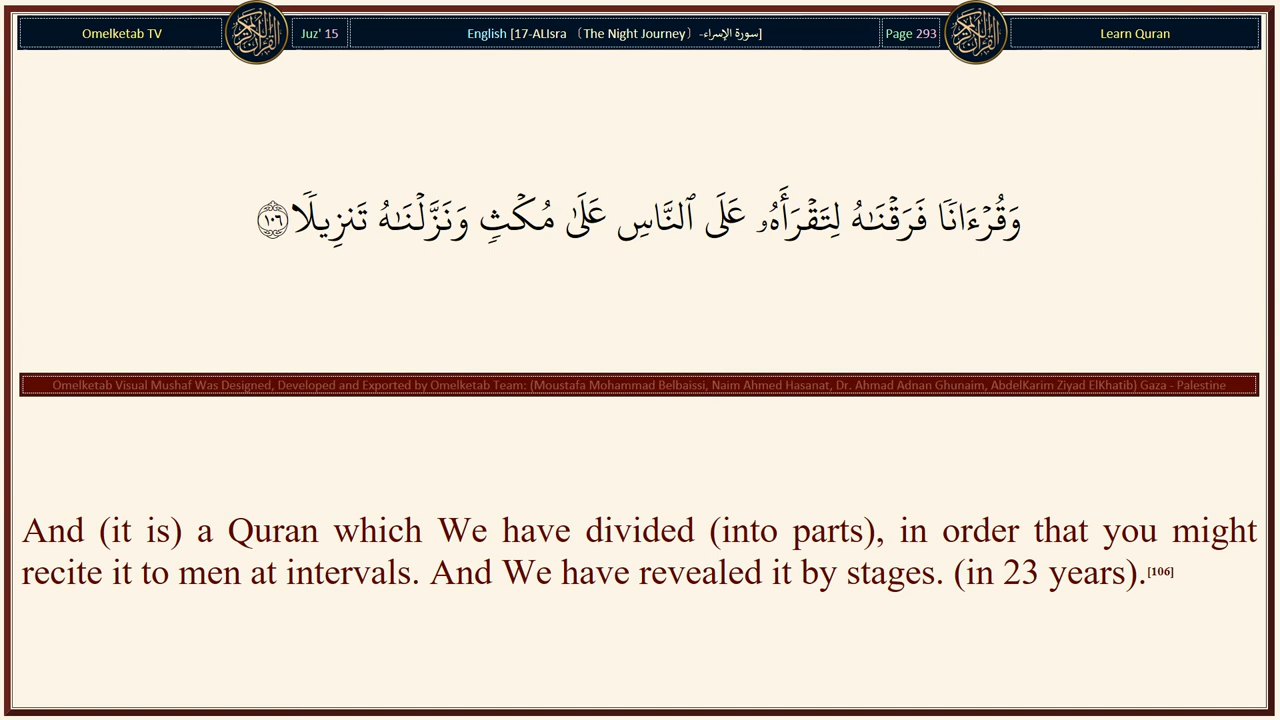 Omelketab TV
Juz' 15
English [17-ALIsra 〔The Night Journey〕 -سورة الإسراء]
Page 293
Learn Quran
وَقُرْءَانًا فَرَقْنَٰهُ لِتَقْرَأَهُۥ عَلَى ٱلنَّاسِ عَلَىٰ مُكْثٍ وَنَزَّلْنَٰهُ تَنزِيلًا ١٠٦
Omelketab Visual Mushaf Was Designed, Developed and Exported by Omelketab Team: (Moustafa Mohammad Belbaissi, Naim Ahmed Hasanat, Dr. Ahmad Adnan Ghunaim, AbdelKarim Ziyad ElKhatib) Gaza - Palestine
And (it is) a Quran which We have divided (into parts), in order that you might
recite it to men at intervals. And We have revealed it by stages. (in 23 years).[106]